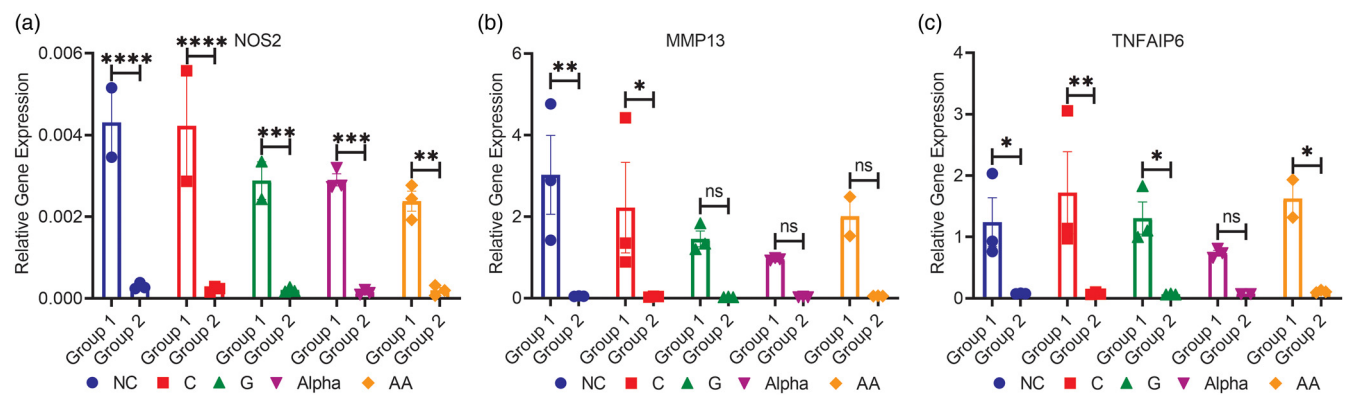 (a)
NOS2
Relative Gene Expression
0.006
0.004
0.002
0.000
****
****
***
***
**
Group 1
Group 2
Group 1
Group 2
Group 1
Group 2
Group 1
Group 2
Group 1
Group 2
NC C G Alpha AA
(b)
MMP13
Relative Gene Expression
6
4
2
0
**
*
ns
ns
ns
Group 1
Group 2
Group 1
Group 2
Group 1
Group 2
Group 1
Group 2
Group 1
Group 2
NC C G Alpha AA
(c)
TNFAIP6
Relative Gene Expression
4
3
2
1
0
*
**
*
ns
*
Group 1
Group 2
Group 1
Group 2
Group 1
Group 2
Group 1
Group 2
Group 1
Group 2
NC C G Alpha AA